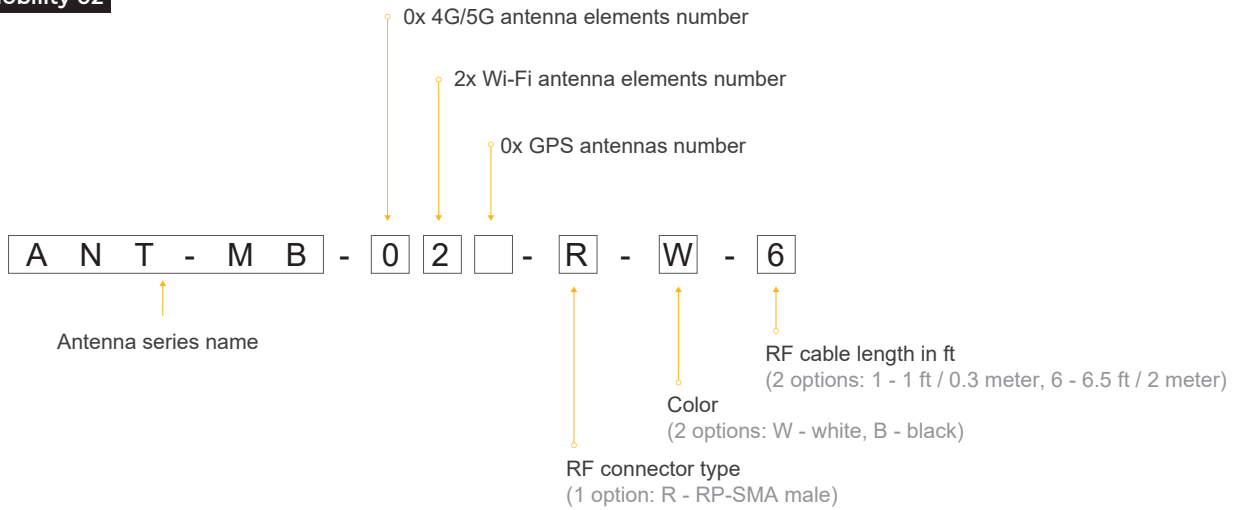 0x 4G/5G antenna elements number
2x Wi-Fi antenna elements number
0x GPS antennas number
ANT-MB - 0 2 - R - W - 6
Antenna series name
RF cable length in ft
(2 options: 1 - 1 ft / 0.3 meter, 6 - 6.5 ft / 2 meter)
Color
(2 options: W - white, B - black)
RF connector type
(1 option: R - RP-SMA male)